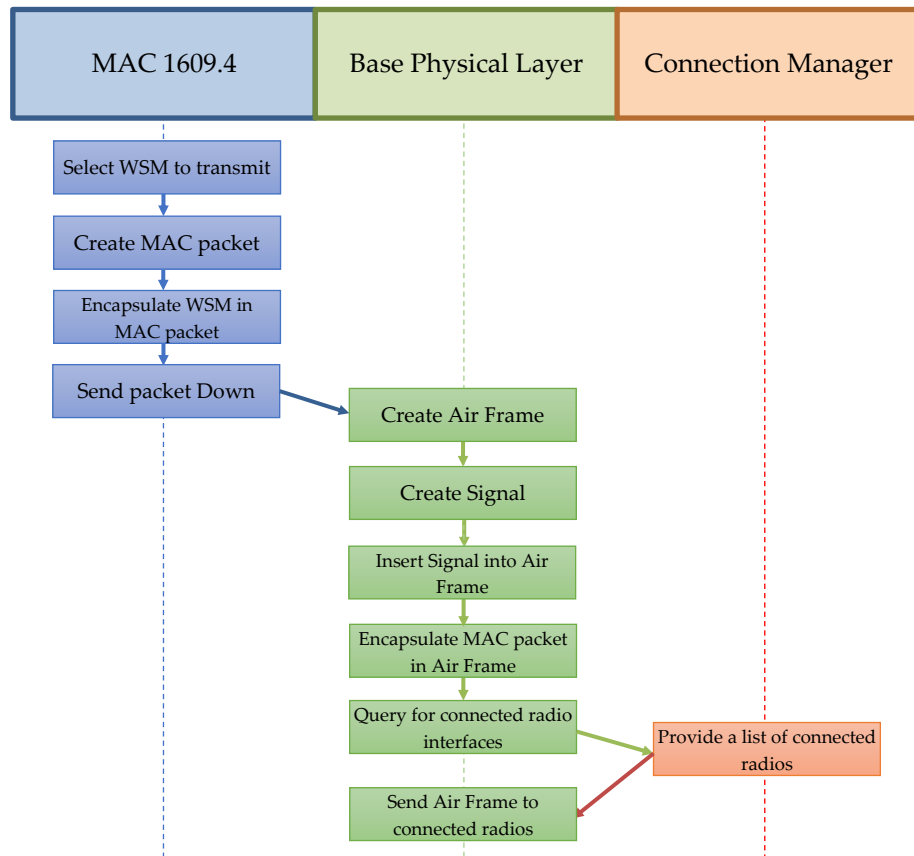 MAC 1609.4
Base Physical Layer
Connection Manager
Select WSM to transmit
Create MAC packet
Encapsulate WSM in
MAC packet
Send packet Down
Create Air Frame
Create Signal
Insert Signal into Air
Frame
Encapsulate MAC packet
in Air Frame
Query for connected radio
interfaces
Provide a list of connected
radios
Send Air Frame to
connected radios